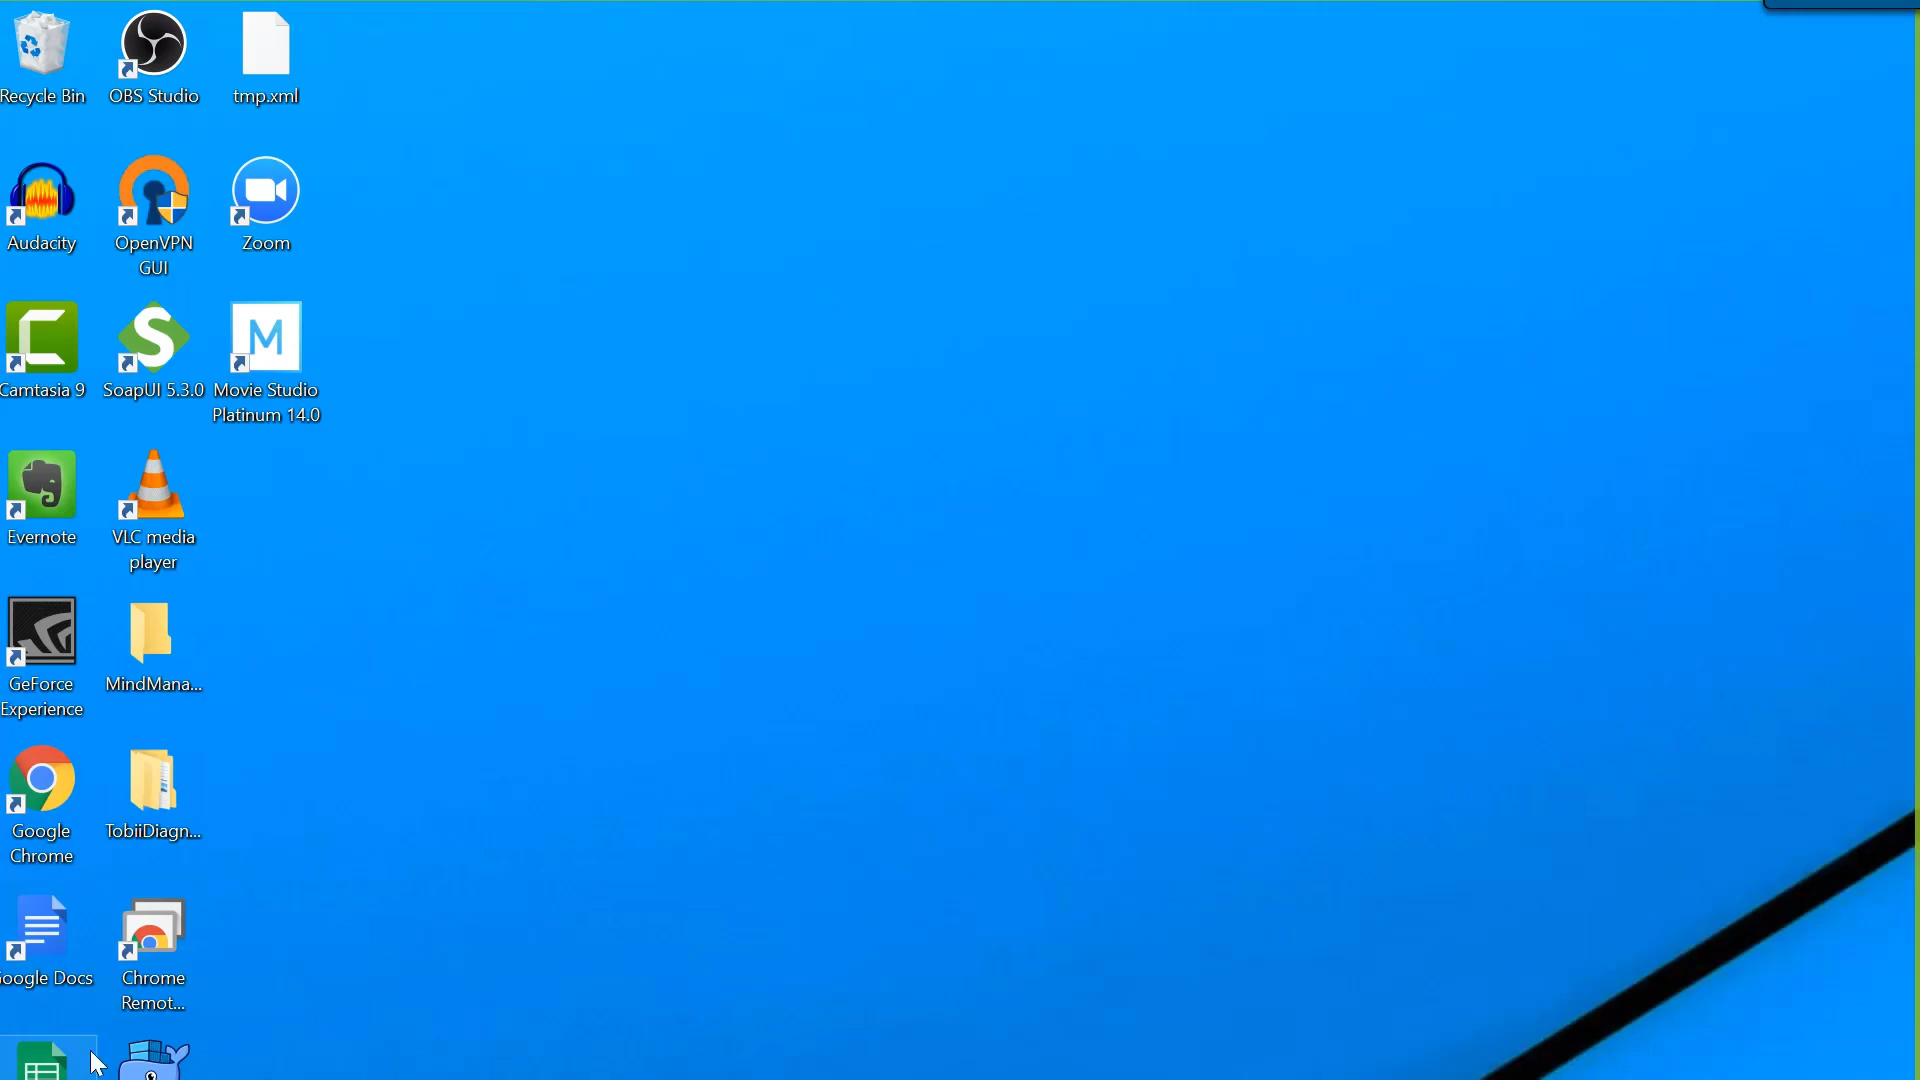 Recycle Bin
OBS Studio
tmp.xml
Audacity
OpenVPN
GUI
Zoom
Camtasia 9
SoapUI 5.3.0
Movie Studio
Platinum 14.0
Evernote
VLC media
player
GeForce
Experience
MindMana...
Google
Chrome
TobiiDiagn...
Google Docs
Chrome
Remot...